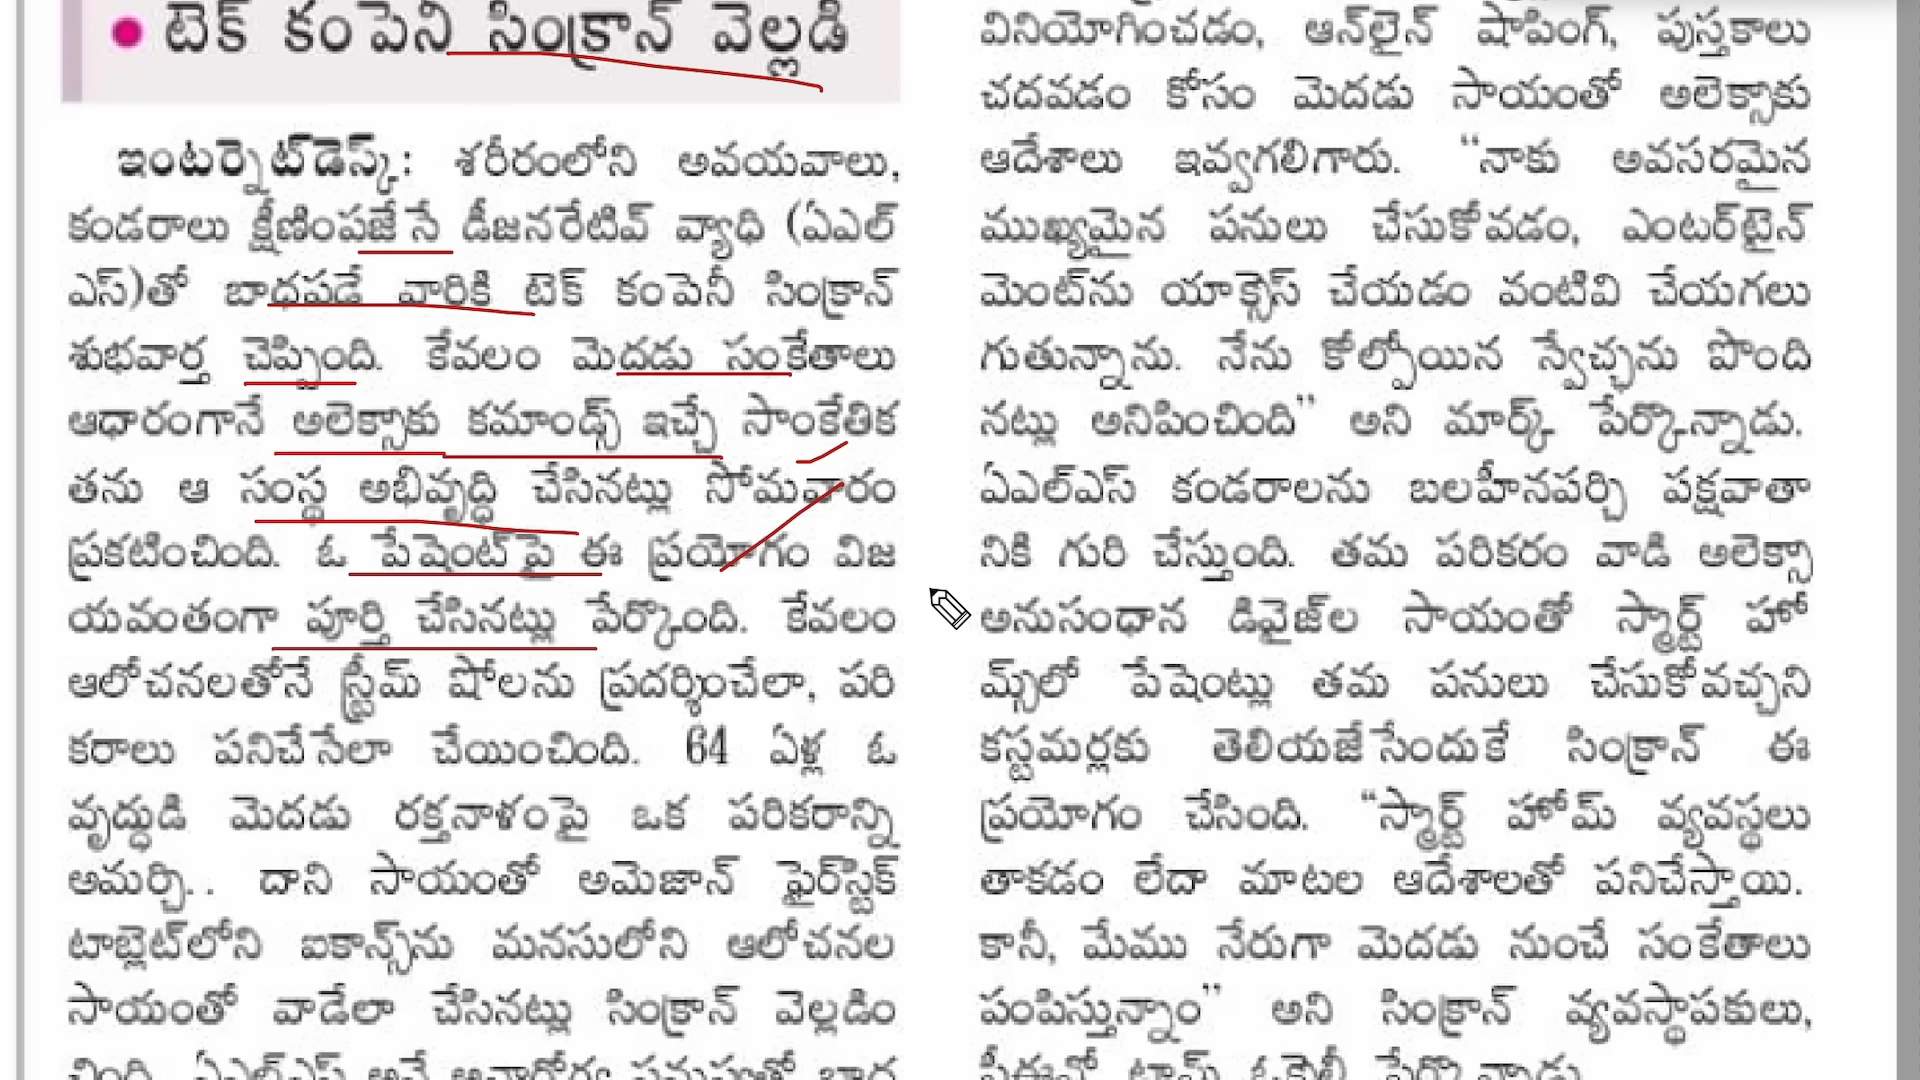 • టెక్ కంపెనీ సింక్రాన్ వెల్లడి
ఇంటర్నెట్‌డెస్క్: శరీరంలోని అవయవాలు,
కండరాలు క్షీణింపజేసే డీజనరేటివ్ వ్యాధి (ఏఎల్
ఎస్)తో బాధపడే వారికి టెక్ కంపెనీ సింక్రాన్
శుభవార్త చెప్పింది. కేవలం మెదడు సంకేతాలు
ఆధారంగానే అలెక్సాకు కమాండ్స్ ఇచ్చే సాంకేతిక
తను ఆ సంస్థ అభివృద్ధి చేసినట్లు సోమవారం
ప్రకటించింది. ఓ పేషెంట్‌పై ఈ ప్రయోగం విజ
యవంతంగా పూర్తి చేసినట్లు పేర్కొంది. కేవలం
ఆలోచనలతోనే స్ట్రీమ్ షోలను ప్రదర్శించేలా, పరి
కరాలు పనిచేసేలా చేయించింది. 64 ఏళ్ల ఓ
వృద్ధుడి మెదడు రక్తనాళంపై ఒక పరికరాన్ని
అమర్చి.. దాని సాయంతో అమెజాన్ ఫైర్‌స్టిక్
టాబ్లెట్‌లోని ఐకాన్స్‌ను మనసులోని ఆలోచనల
సాయంతో వాడేలా చేసినట్లు సింక్రాన్ వెల్లడిం
వినియోగించడం, ఆన్‌లైన్ షాపింగ్, పుస్తకాలు
చదవడం కోసం మెదడు సాయంతో అలెక్సాకు
ఆదేశాలు ఇవ్వగలిగారు. “నాకు అవసరమైన
ముఖ్యమైన పనులు చేసుకోవడం, ఎంటర్‌టైన్
మెంట్‌ను యాక్సెస్ చేయడం వంటివి చేయగలు
గుతున్నాను. నేను కోల్పోయిన స్వేచ్ఛను పొంది
నట్లు అనిపించింది” అని మార్క్ పేర్కొన్నాడు.
ఏఎల్ఎస్ కండరాలను బలహీనపర్చి పక్షవాతా
నికి గురి చేస్తుంది. తమ పరికరం వాడి అలెక్సా
అనుసంధాన డివైజ్‌ల సాయంతో స్మార్ట్ హో
మ్స్‌లో పేషెంట్లు తమ పనులు చేసుకోవచ్చని
కస్టమర్లకు తెలియజేసేందుకే సింక్రాన్ ఈ
ప్రయోగం చేసింది. “స్మార్ట్ హోమ్ వ్యవస్థలు
తాకడం లేదా మాటల ఆదేశాలతో పనిచేస్తాయి.
కానీ, మేము నేరుగా మెదడు నుంచే సంకేతాలు
పంపిస్తున్నాం” అని సింక్రాన్ వ్యవస్థాపకులు,